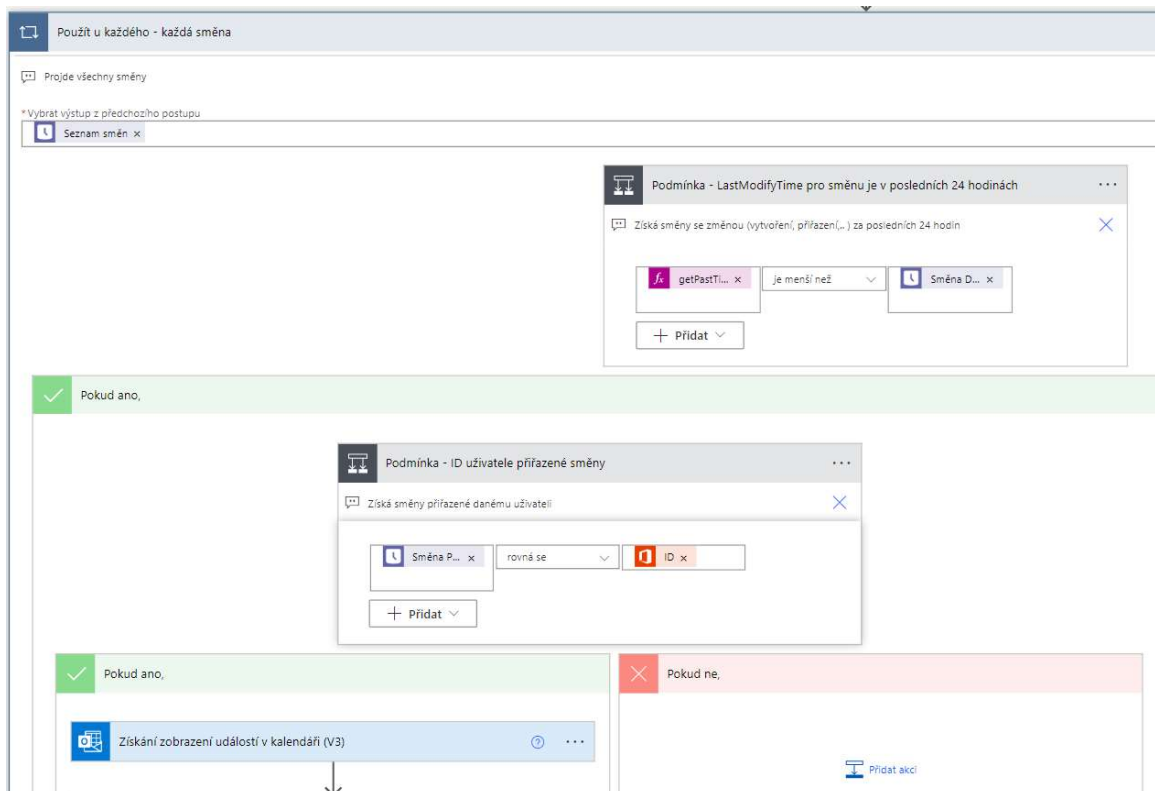 Použít u každého - každá směna
Projde všechny směny
*Vybrat výstup z předchozího postupu
Seznam směn ×
Podmínka - LastModifyTime pro směnu je v posledních 24 hodinách
Získá směny se změnou (vytvoření, přiřazení,.. ) za posledních 24 hodin
fx getPastTi... × je menší než Směna D... ×
+ Přidat
Pokud ano,
Podmínka - ID uživatele přiřazené směny
Získá směny přiřazené danému uživateli
Směna P... × rovná se ID ×
+ Přidat
Pokud ano,
Pokud ne,
Získání zobrazení událostí v kalendáři (V3)
Přidat akci